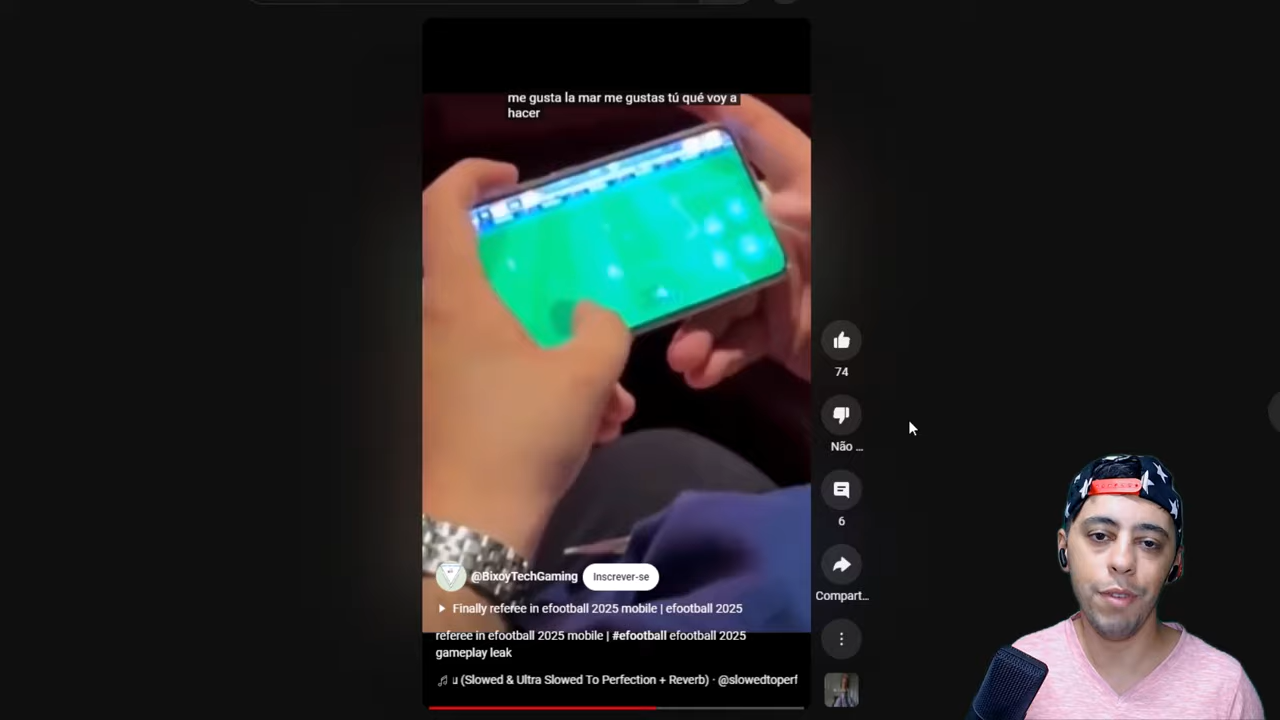 me gusta la mar me gustas tú qué voy a
hacer
74
Não ...
6
@BixoyTechGaming
Inscrever-se
Compart...
Finally referee in efootball 2025 mobile | efootball 2025
referee in efootball 2025 mobile | #efootball efootball 2025
gameplay leak
u (Slowed & Ultra Slowed To Perfection + Reverb) · @slowedtoperf